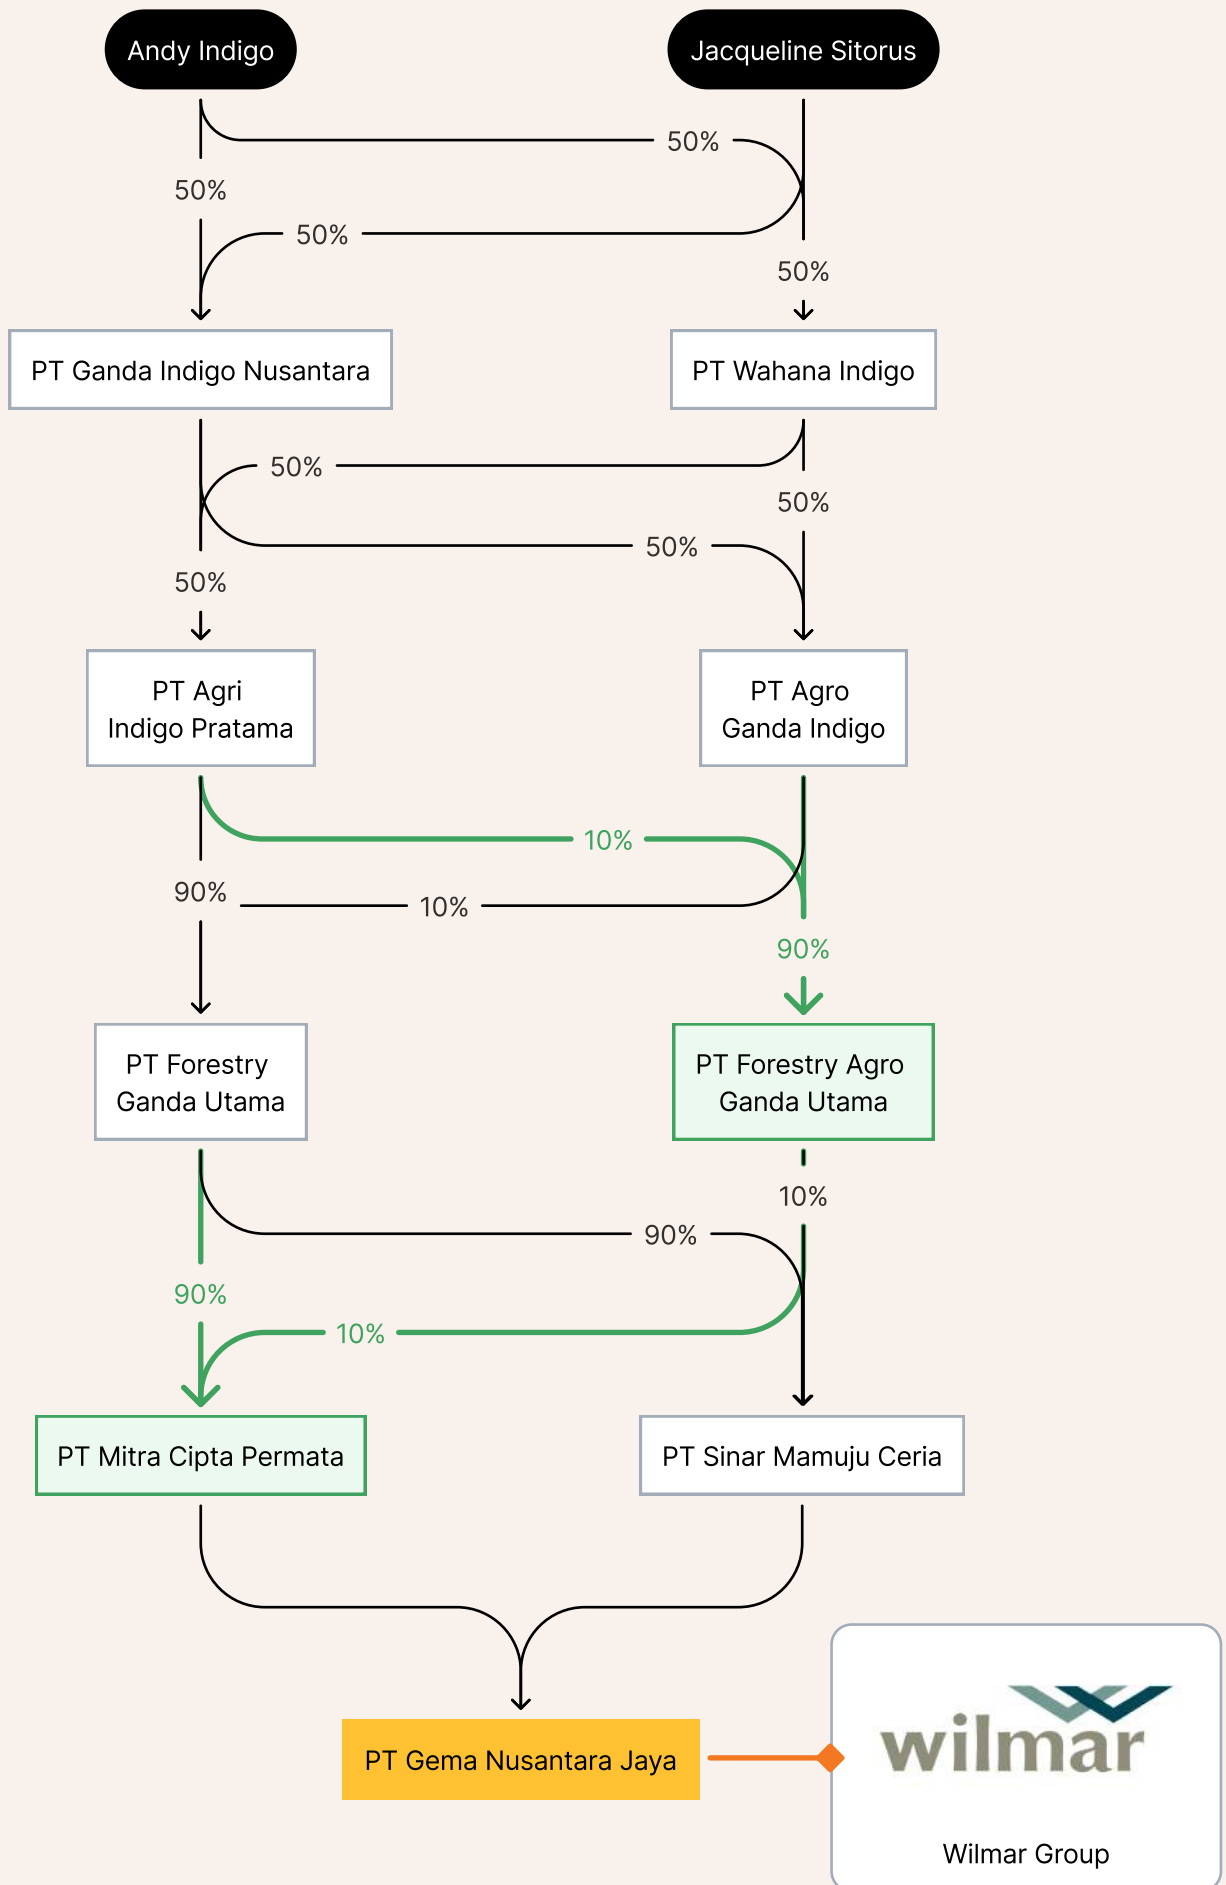 Andy Indigo
Jacqueline Sitorus
50%
50%
50%
50%
PT Ganda Indigo Nusantara
PT Wahana Indigo
50%
50%
50%
50%
PT Agri
Indigo Pratama
PT Agro
Ganda Indigo
10%
90%
10%
90%
PT Forestry
Ganda Utama
PT Forestry Agro
Ganda Utama
10%
90%
90%
10%
PT Mitra Cipta Permata
PT Sinar Mamuju Ceria
PT Gema Nusantara Jaya
wilmar
Wilmar Group